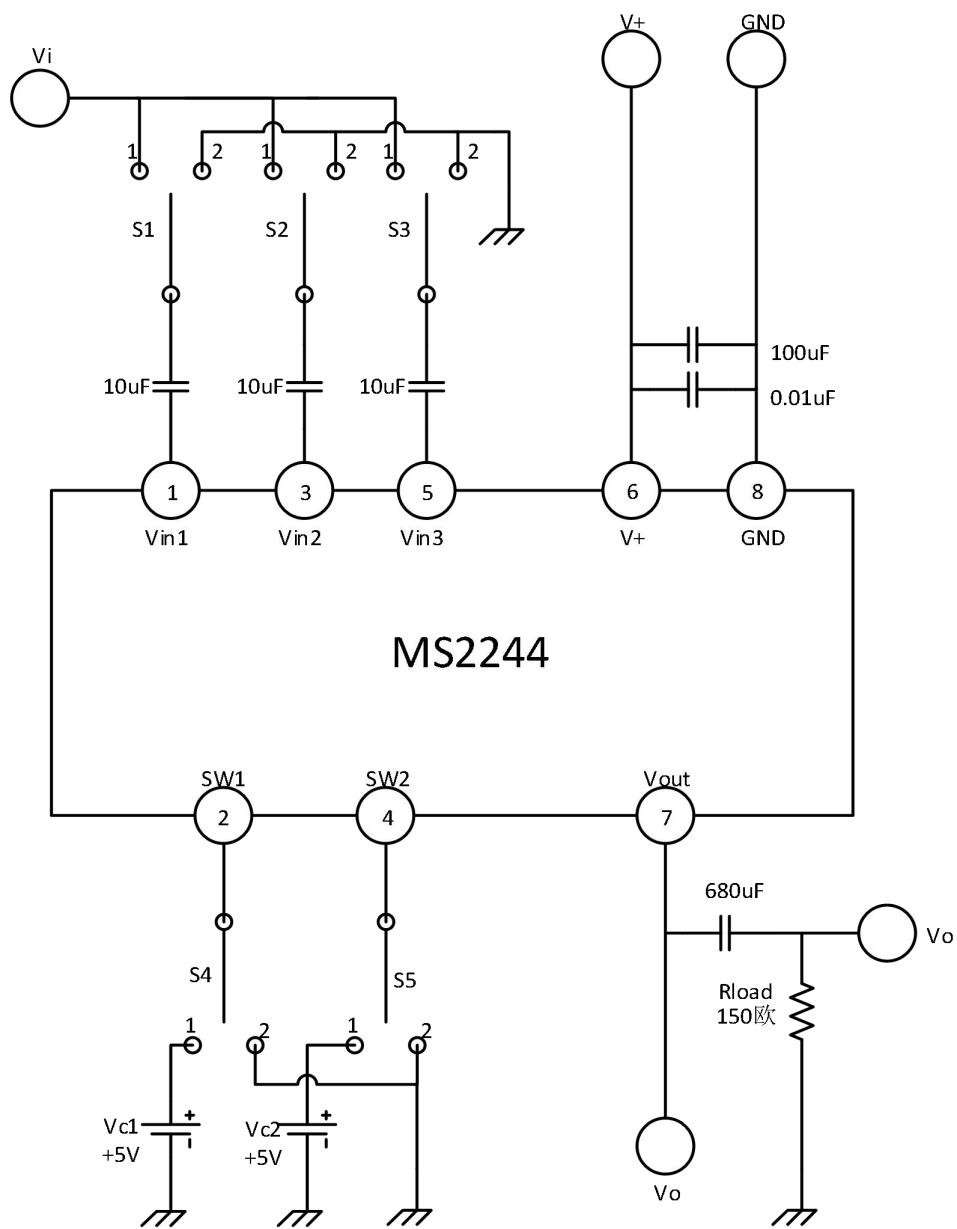 V+ GND
Vi
1 2 1 2 1 2
S1 S2 S3
100uF
10uF 10uF 10uF
0.01uF
1 3 5 6 8
Vin1 Vin2 Vin3 V+ GND
MS2244
SW1 SW2 Vout
2 4 7
680uF
Vo
S4 S5
Rload
150欧
1 2 1 2
+ +
Vc1 Vc2
+5V +5V
Vo